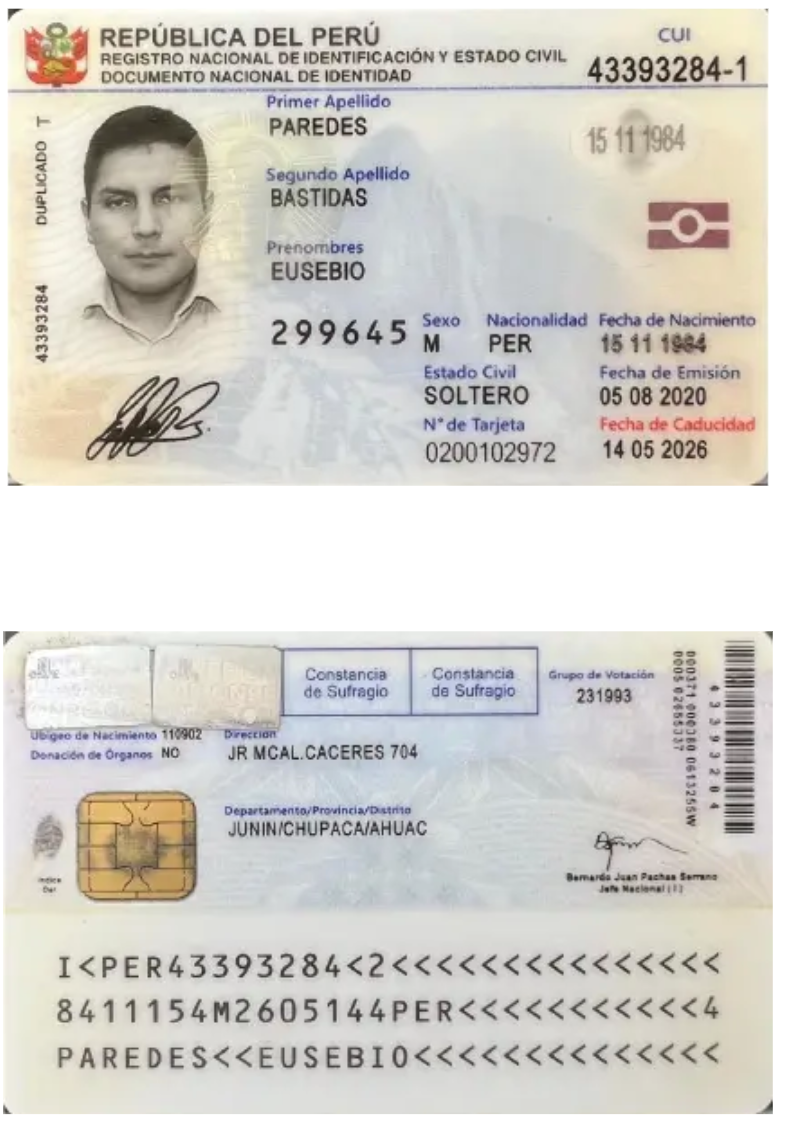 REPÚBLICA DEL PERÚ
REGISTRO NACIONAL DE IDENTIFICACIÓN Y ESTADO CIVIL
DOCUMENTO NACIONAL DE IDENTIDAD
CUI
43393284-1
DUPLICADO T
43393284
Primer Apellido
PAREDES
15 11 1984
Segundo Apellido
BASTIDAS
Prenombres
EUSEBIO
299645
Sexo Nacionalidad Fecha de Nacimiento
M PER 15 11 1984
Estado Civil Fecha de Emisión
SOLTERO 05 08 2020
N° de Tarjeta Fecha de Caducidad
0200102972 14 05 2026
Constancia de Sufragio
Constancia de Sufragio
Grupo de Votación
231993
Ubigeo de Nacimiento 110902
Donación de Órganos NO
Dirección
JR MCAL.CACERES 704
Departamento/Provincia/Distrito
JUNIN/CHUPACA/AHUAC
Indice
Der
Bernardo Juan Pachas Serrano
Jefe Nacional (i)
I<PER43393284<2<<<<<<<<<<<<<<<
8411154M2605144PER<<<<<<<<<<<4
PAREDES<<EUSEBIO<<<<<<<<<<<<<<